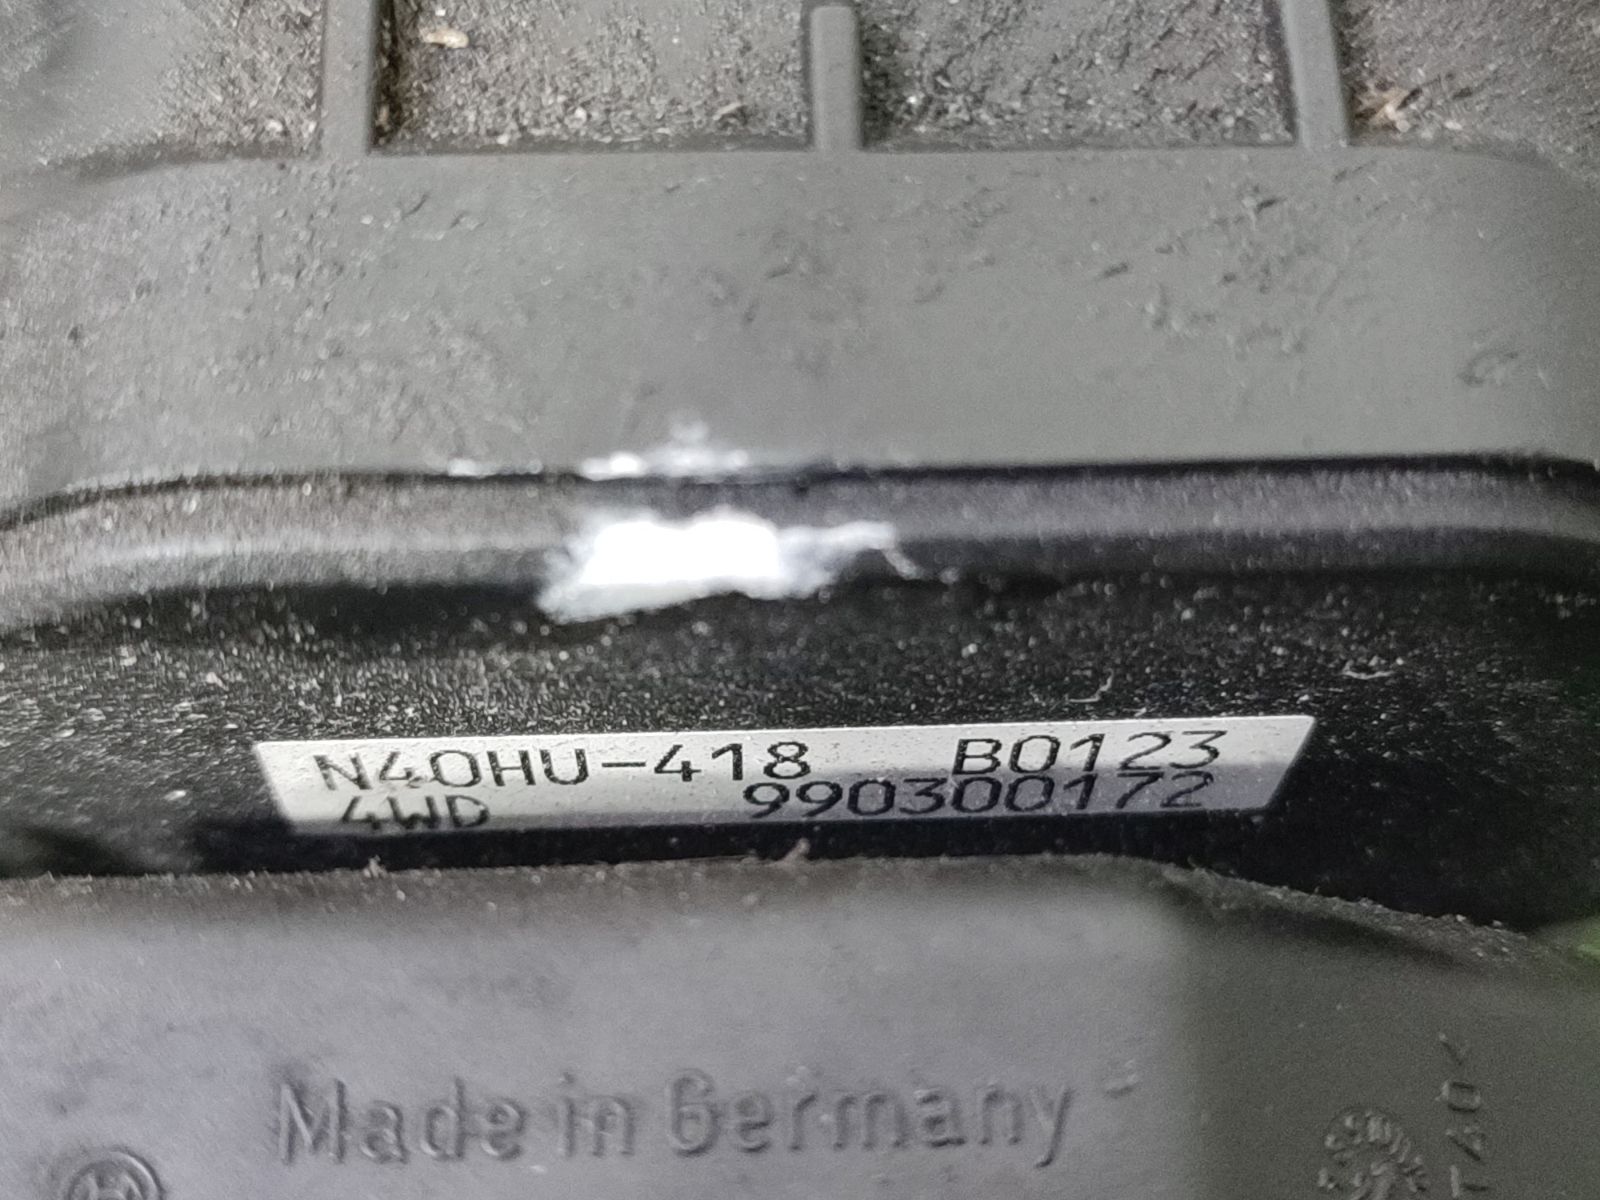 N40HU-418 B0123
4WD 990300172
Made in Germany